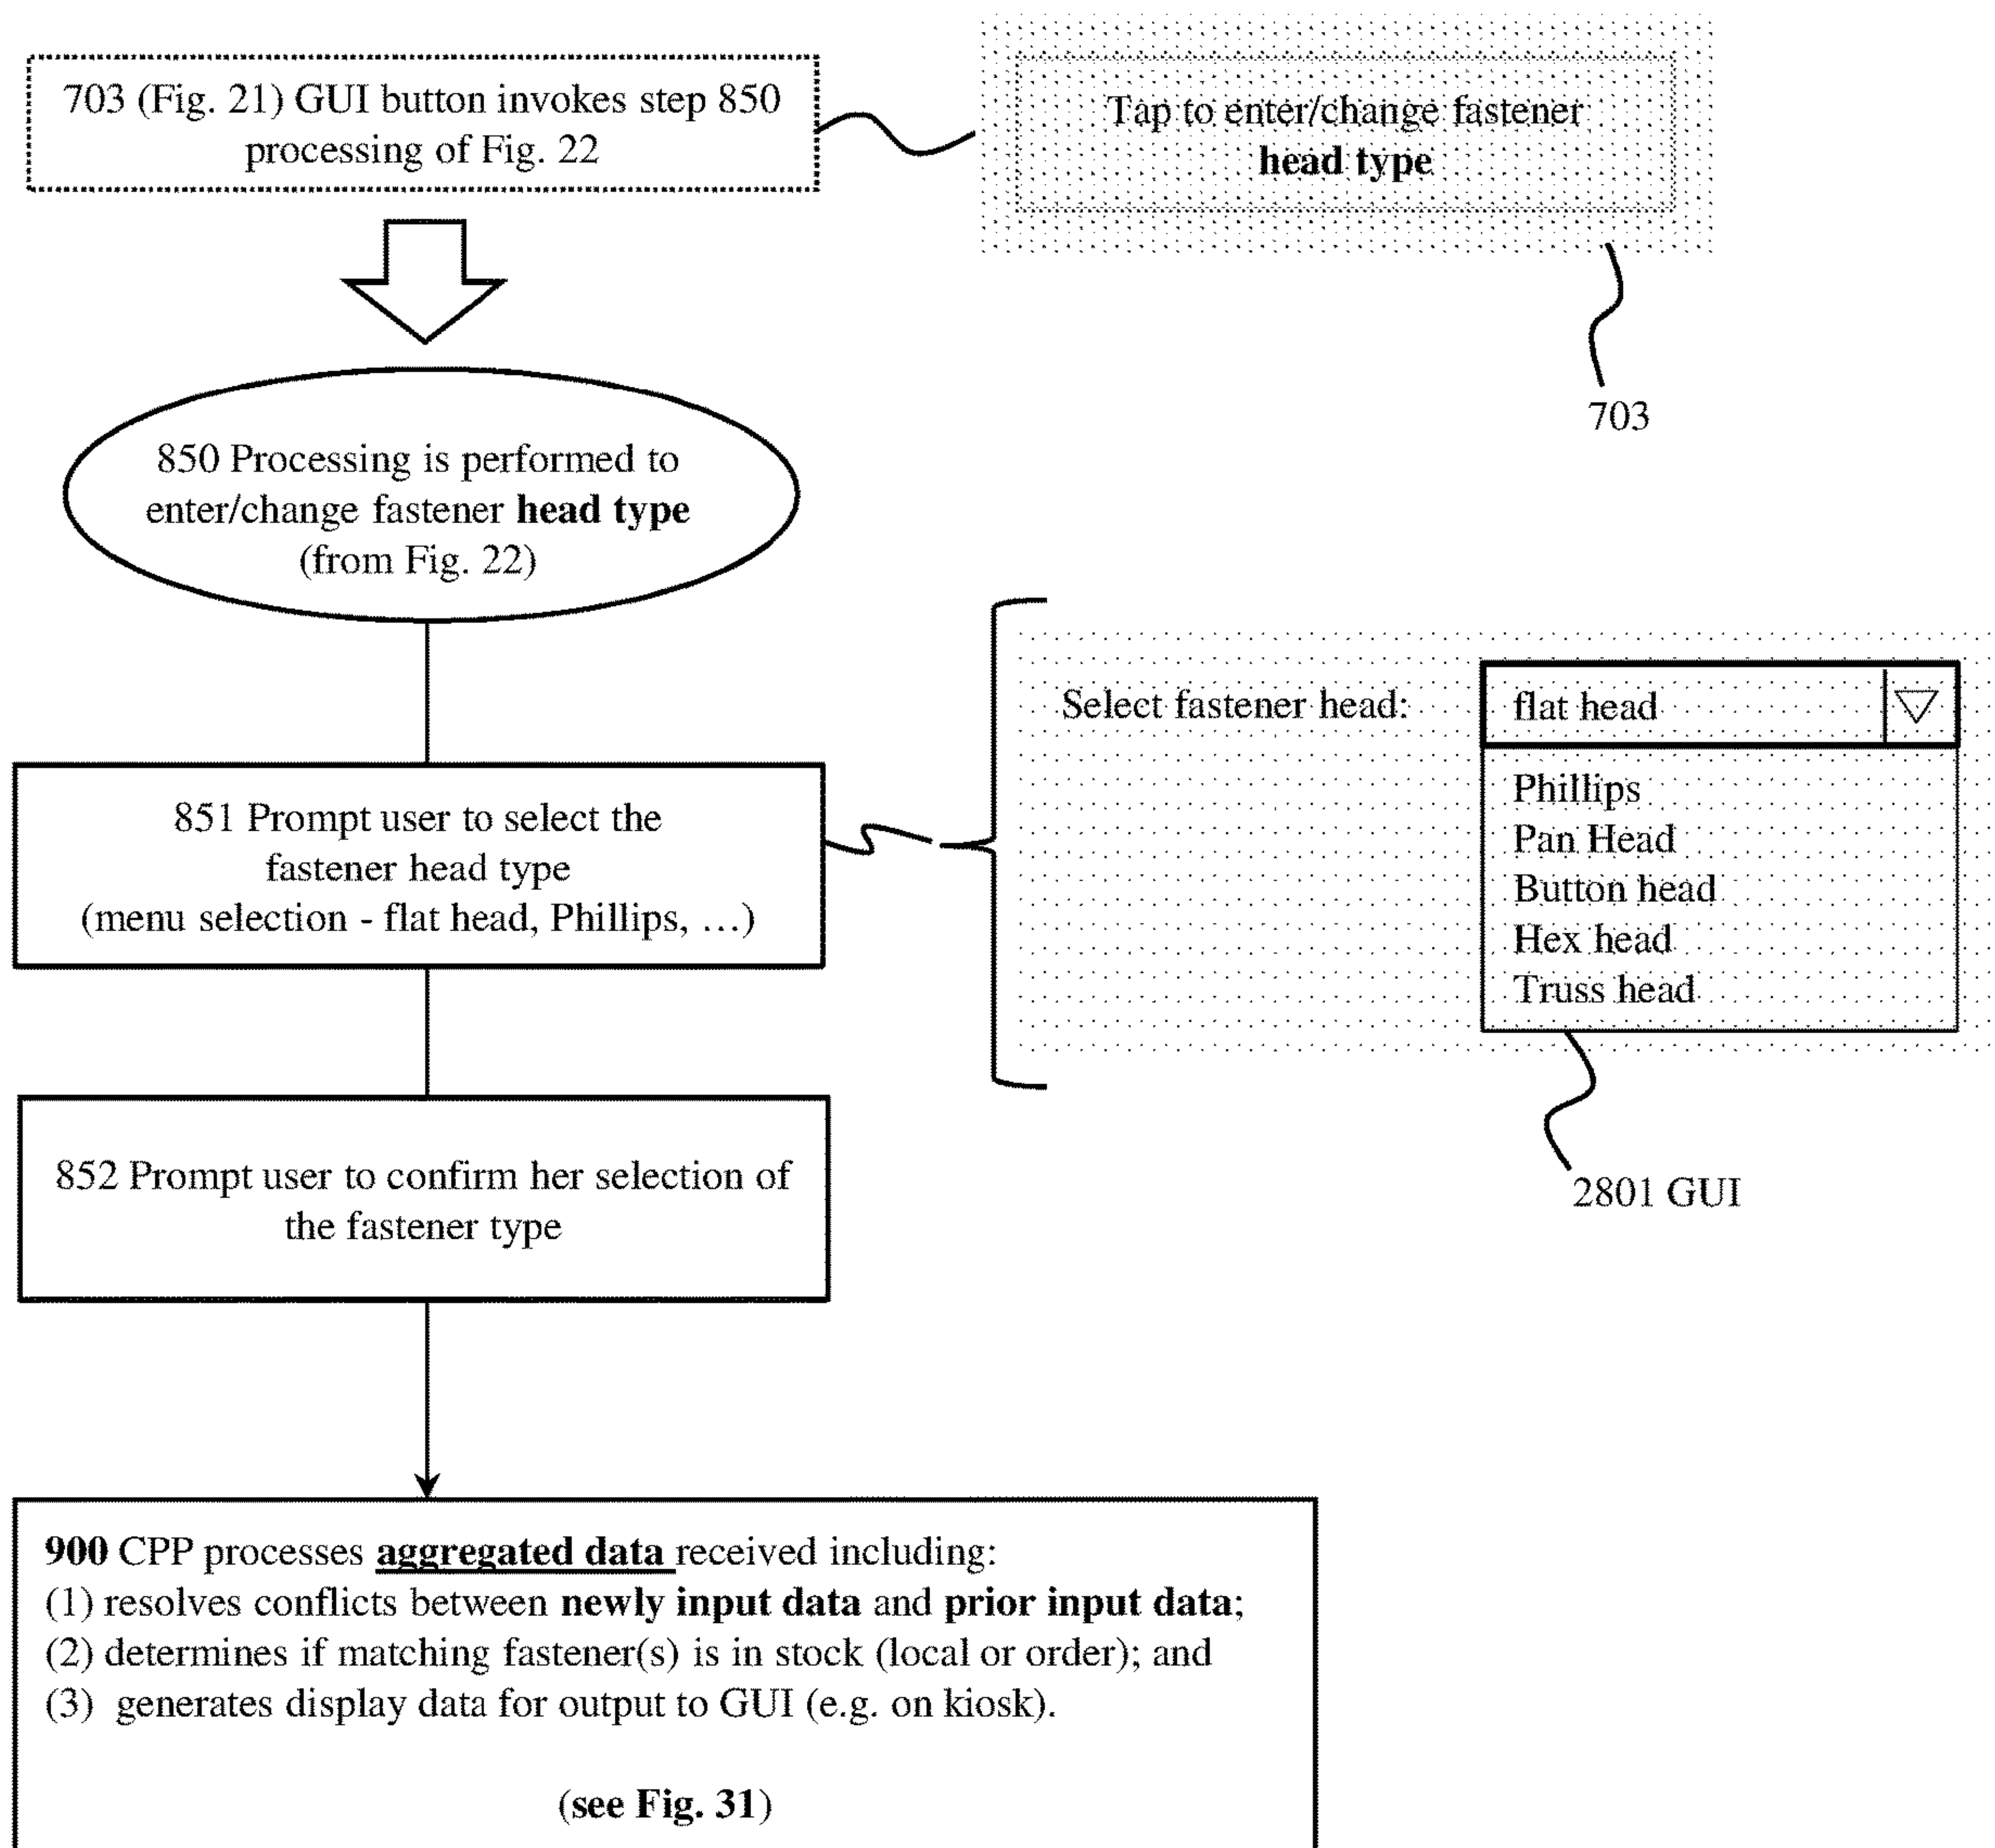 703 (Fig. 21) GUI button invokes step 850
processing of Fig. 22
Tap to enter/change fastener
head type
703
850 Processing is performed to
enter/change fastener head type
(from Fig. 22)
851 Prompt user to select the
fastener head type
(menu selection - flat head, Phillips, …)
Select fastener head:
flat head
Phillips
Pan Head
Button head
Hex head
Truss head
2801 GUI
852 Prompt user to confirm her selection of
the fastener type
900 CPP processes aggregated data received including:
(1) resolves conflicts between newly input data and prior input data;
(2) determines if matching fastener(s) is in stock (local or order); and
(3) generates display data for output to GUI (e.g. on kiosk).
(see Fig. 31)